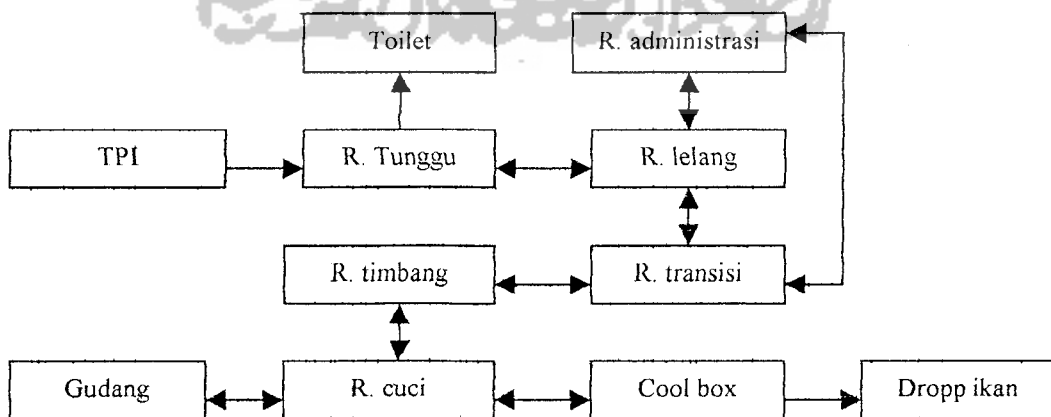 Toilet
R. administrasi
TPI
R. Tunggu
R. lelang
R. timbang
R. transisi
Gudang
R. cuci
Cool box
Dropp ikan